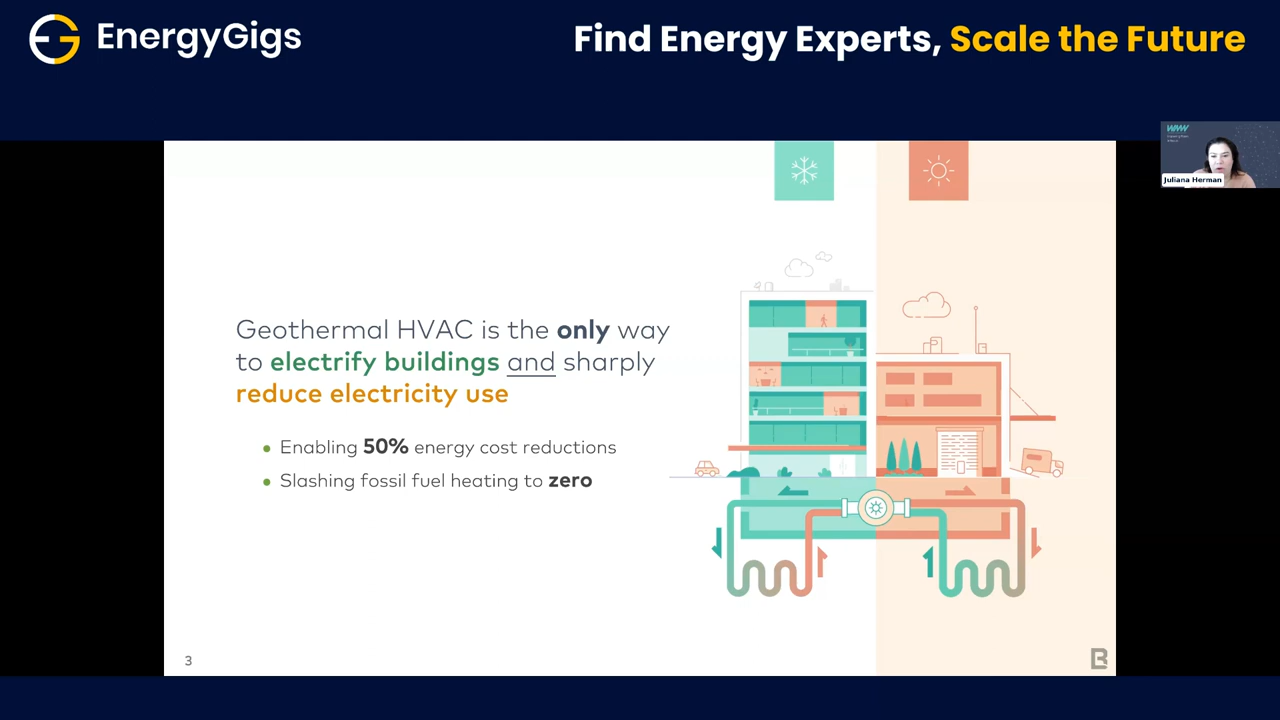 EnergyGigs
Find Energy Experts, Scale the Future
Juliana Herman
Geothermal HVAC is the only way
to electrify buildings and sharply
reduce electricity use
• Enabling 50% energy cost reductions
• Slashing fossil fuel heating to zero
3